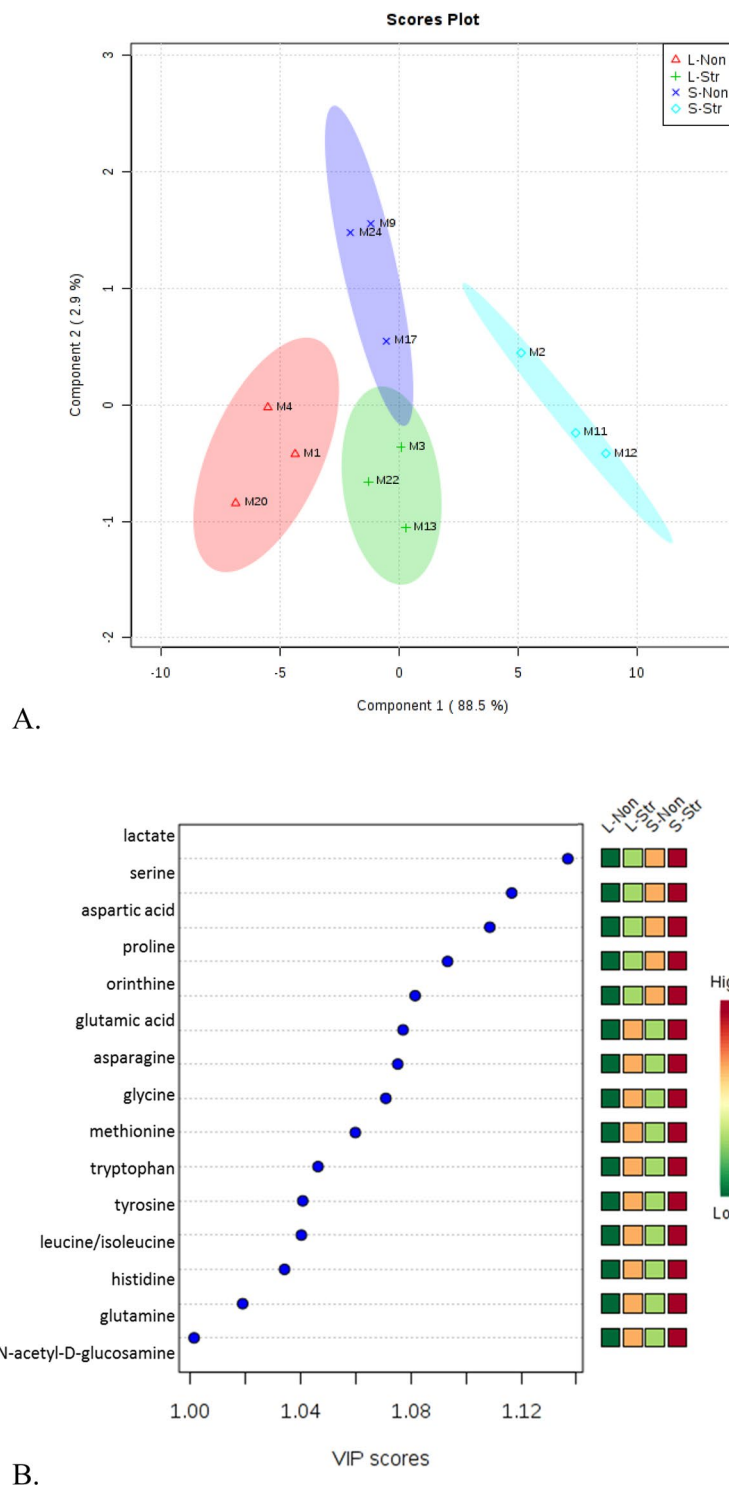 Scores Plot
L-Non
L-Str
S-Non
S-Str
3
2
1
0
-1
-2
Component 2 ( 2.9 %)
M9
M24
M17
M4
M1
M20
M3
M22
M13
M2
M11
M12
-10 -5 0 5 10
Component 1 ( 88.5 %)
A.
L-Non L-Str S-Non S-Str
lactate
serine
aspartic acid
proline
orinthine
glutamic acid
asparagine
glycine
methionine
tryptophan
tyrosine
leucine/isoleucine
histidine
glutamine
N-acetyl-D-glucosamine
Hig
Lo
1.00 1.04 1.08 1.12
VIP scores
B.